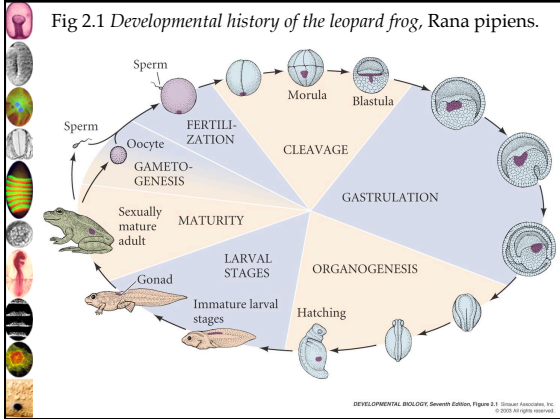 Fig 2.1 Developmental history of the leopard frog, Rana pipiens.
Sperm
Morula
Blastula
Sperm
Oocyte
FERTILI-
ZATION
CLEAVAGE
GAMETO-
GENESIS
GASTRULATION
Sexually
mature
adult
MATURITY
LARVAL
STAGES
ORGANOGENESIS
Gonad
Immature larval
stages
Hatching
DEVELOPMENTAL BIOLOGY, Seventh Edition, Figure 2.1 Sinauer Associates, Inc
© 2003 All rights reserved